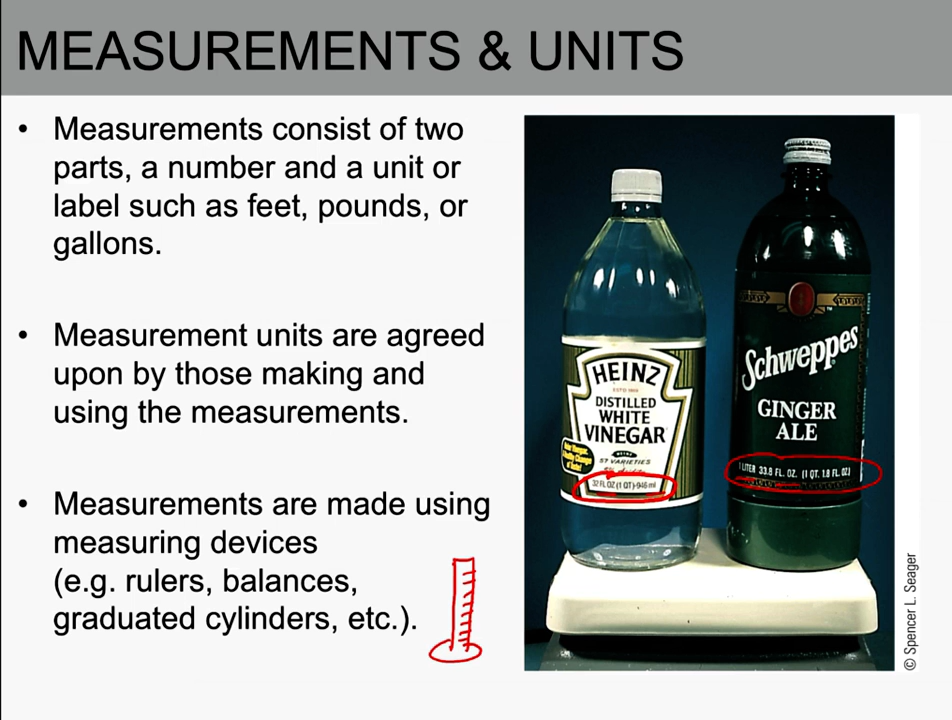 MEASUREMENTS & UNITS
• Measurements consist of two
parts, a number and a unit or
label such as feet, pounds, or
gallons.
• Measurement units are agreed
upon by those making and
using the measurements.
• Measurements are made using
measuring devices
(e.g. rulers, balances,
graduated cylinders, etc.).
HEINZ
DISTILLED
WHITE
VINEGAR
57 VARIETIES
32 FL OZ (1 QT)-946 ml
Schweppes
GINGER
ALE
1 LITER 33.8 FL. OZ. (1 QT. 1.8 FL. OZ.)
© Spencer L. Seager